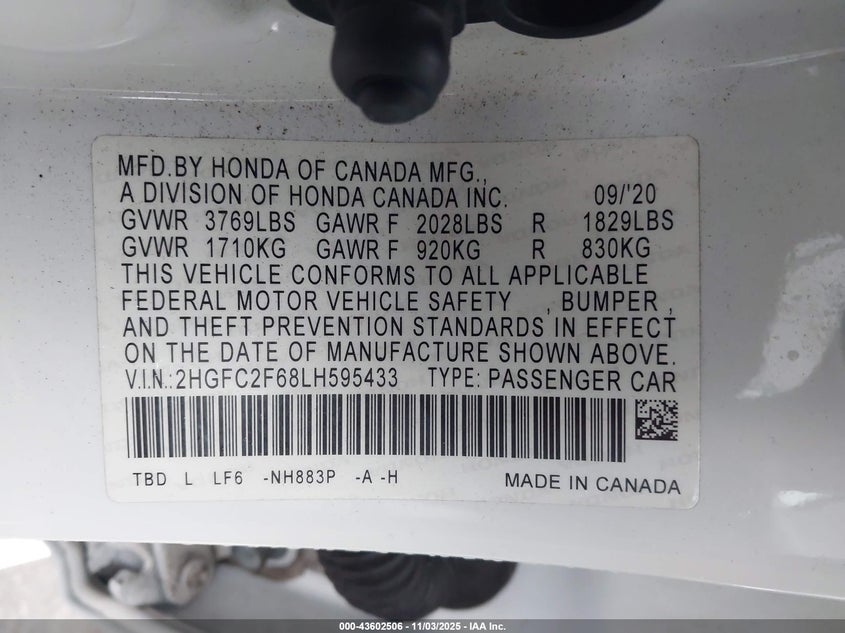 MFD.BY HONDA OF CANADA MFG.,
A DIVISION OF HONDA CANADA INC. 09/'20
GVWR 3769LBS GAWR F 2028LBS R 1829LBS
GVWR 1710KG GAWR F 920KG R 830KG
THIS VEHICLE CONFORMS TO ALL APPLICABLE
FEDERAL MOTOR VEHICLE SAFETY , BUMPER ,
AND THEFT PREVENTION STANDARDS IN EFFECT
ON THE DATE OF MANUFACTURE SHOWN ABOVE.
V.I.N.:2HGFC2F68LH595433 TYPE: PASSENGER CAR
TBD L LF6 -NH883P -A -H MADE IN CANADA
000-43602506 - 11/03/2025 - IAA Inc.